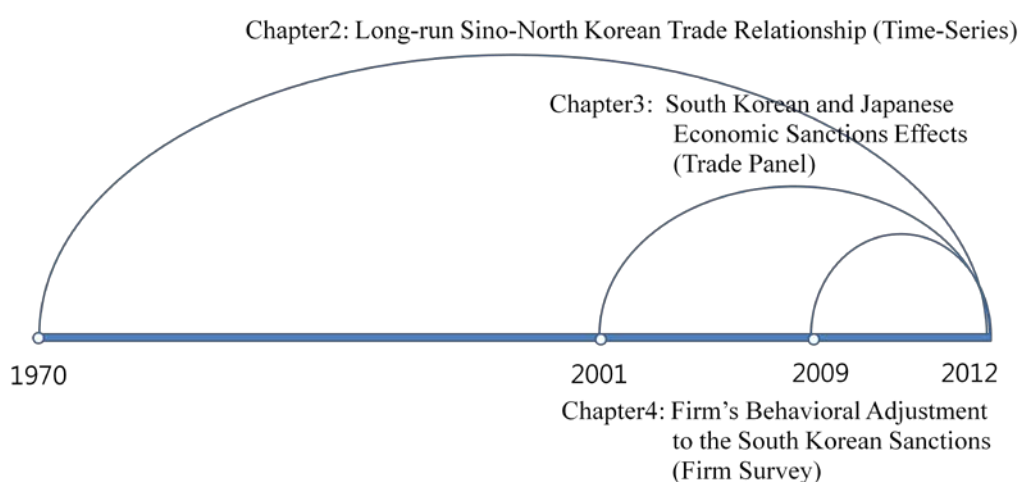 Chapter2: Long-run Sino-North Korean Trade Relationship (Time-Series)
Chapter3: South Korean and Japanese
Economic Sanctions Effects
(Trade Panel)
1970
2001
2009
2012
Chapter4: Firm's Behavioral Adjustment
to the South Korean Sanctions
(Firm Survey)